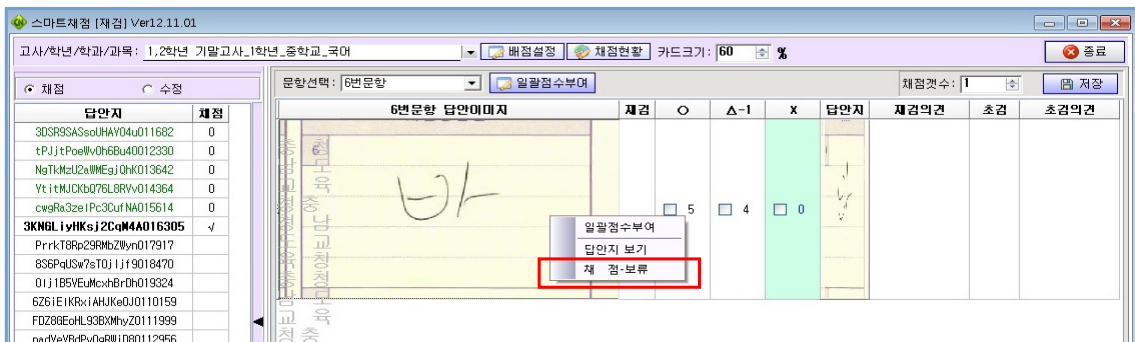 스마트채점 [재검] Ver12.11.01
고사/학년/학과/과목: 1,2학년 기말고사_1학년_중학교_국어 배점설정 채점현황 카드크기: 60 % 종료
채점 수정
문항선택: 6번문항 일괄점수부여 채점갯수: 1 저장
답안지 채점
6번문항 답안이미지 재검 O △-1 X 답안지 재검의견 초검 초검의견
3DSR9SASsoUHAY04u011682 0
tPJjtPoeWv0h6Bu40012330 0
NgTkMzU2aWMEgjQhK013642 0
YtitMJCKbQ76L8RVv014364 0
cwgRa3zelPc3CufNA015614 0
3KNGLiyHKsj2CqM4A016305 √
PrrkT8Rp29RMbZWyn017917
8S6PqUSw7sT0jIjf9018470
0Ij1B5VEuMcxhBrDh019324
6Z6iEIKRxiAHJKe0J0110159
FDZ8GEoHL93BXMhyZ0111999
6
바
5 4 0
일괄점수부여
답안지 보기
채 점-보류